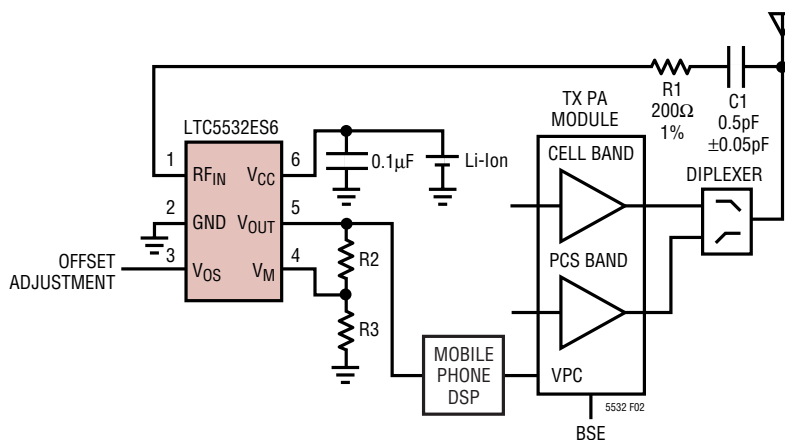 R1
200Ω
1%
C1
0.5pF
±0.05pF
TX PA
MODULE
LTC5532ES6
1
RFIN
VCC
6
0.1µF
Li-Ion
CELL BAND
DIPLEXER
2
GND
VOUT
5
OFFSET
ADJUSTMENT
3
VOS
VM
4
R2
PCS BAND
R3
MOBILE
PHONE
DSP
VPC
5532 F02
BSE